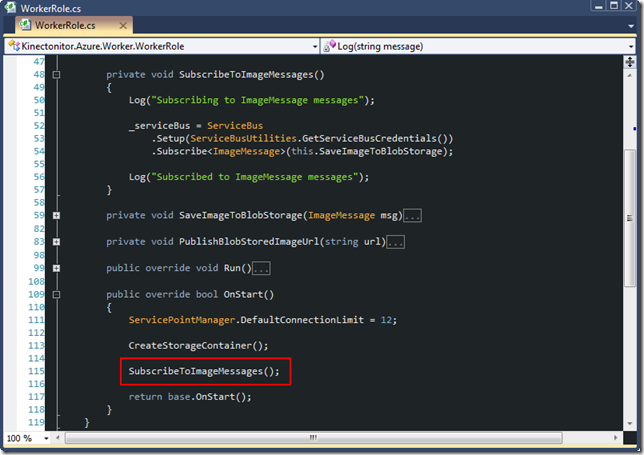 WorkerRole.cs
WorkerRole.cs
Kinectonitor.Azure.Worker.WorkerRole Log(string message)
47
48 private void SubscribeToImageMessages()
49 {
50 Log("Subscribing to ImageMessage messages");
51
52 _serviceBus = ServiceBus
53 .Setup(ServiceBusUtilities.GetServiceBusCredentials())
54 .Subscribe<ImageMessage>(this.SaveImageToBlobStorage);
55
56 Log("Subscribed to ImageMessage messages");
57 }
58
59 private void SaveImageToBlobStorage(ImageMessage msg)...
82
83 private void PublishBlobStoredImageUrl(string url)...
98
99 public override void Run()...
108
109 public override bool OnStart()
110 {
111 ServicePointManager.DefaultConnectionLimit = 12;
112
113 CreateStorageContainer();
114
115 SubscribeToImageMessages();
116
117 return base.OnStart();
118 }
119 }
100 %